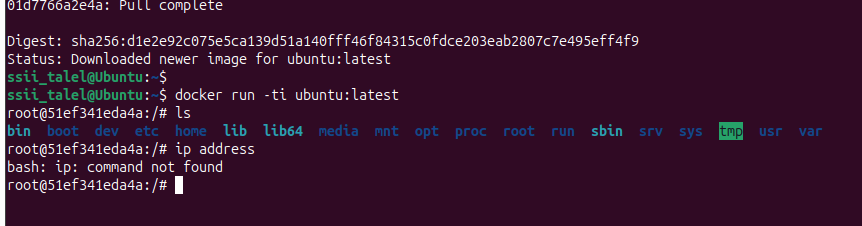 01d7766a2e4a: Pull complete
Digest: sha256:d1e2e92c075e5ca139d51a140fff46f84315c0fdce203eab2807c7e495eff4f9
Status: Downloaded newer image for ubuntu:latest
ssii_talel@Ubuntu:~$
ssii_talel@Ubuntu:~$ docker run -ti ubuntu:latest
root@51ef341eda4a:/# ls
bin boot dev etc home lib lib64 media mnt opt proc root run sbin srv sys tmp usr var
root@51ef341eda4a:/# ip address
bash: ip: command not found
root@51ef341eda4a:/#